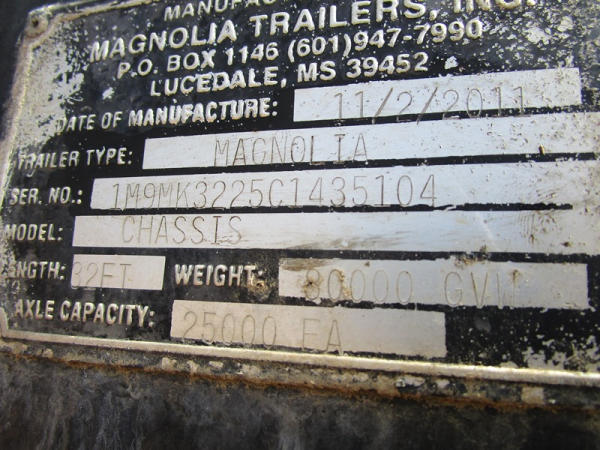 MANUFAC
MAGNOLIA TRAILERS, INC.
P.O. BOX 1146 (601)947-7990
LUCEDALE, MS 39452
DATE OF MANUFACTURE: 11/2/2011
TRAILER TYPE: MAGNOLIA
SER. NO.: 1M9MK3225C1435104
MODEL: CHASSIS
NGTH: 32FT WEIGHT: 80000 GVW
AXLE CAPACITY: 25000 EA